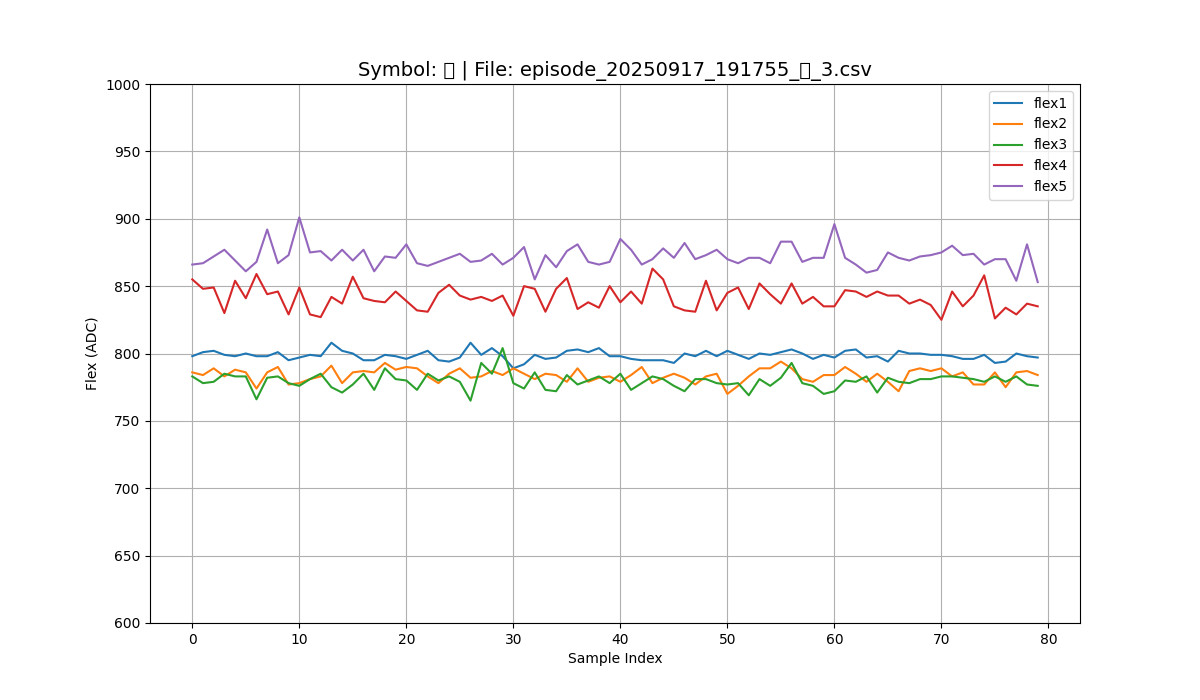 Symbol: | File: episode_20250917_191755_ _3.csv
1000
950
900
850
800
750
700
650
600
Flex (ADC)
flex1
flex2
flex3
flex4
flex5
0 10 20 30 40 50 60 70 80
Sample Index